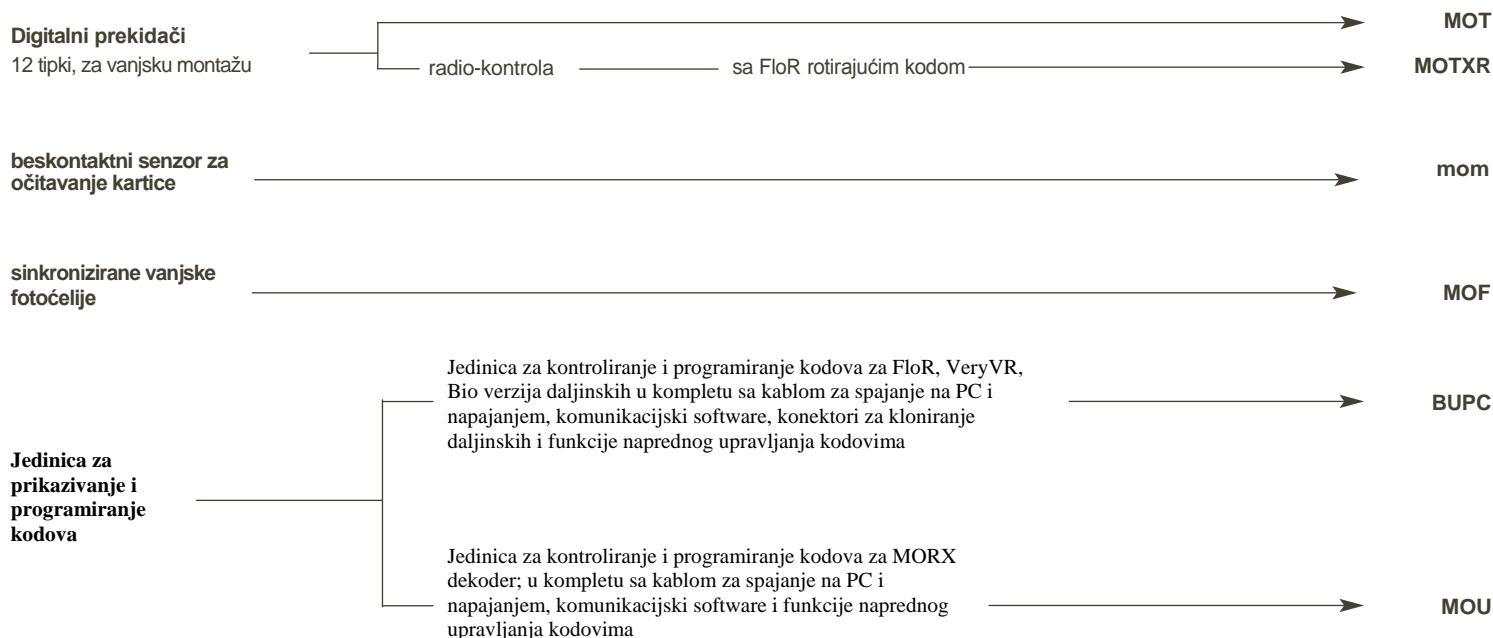 Digitalni prekidači
12 tipki, za vanjsku montažu
MOT
radio-kontrola
sa FloR rotirajućim kodom
MOTXR
beskontaktni senzor za
očitavanje kartice
mom
sinkronizirane vanjske
fotoćelije
MOF
Jedinica za
prikazivanje i
programiranje
kodova
Jedinica za kontroliranje i programiranje kodova za FloR, VeryVR,
Bio verzija daljinskih u kompletu sa kablom za spajanje na PC i
napajanjem, komunikacijski software, konektori za kloniranje
daljinskih i funkcije naprednog upravljanja kodovima
BUPC
Jedinica za kontroliranje i programiranje kodova za MORX
dekoder; u kompletu sa kablom za spajanje na PC i
napajanjem, komunikacijski software i funkcije naprednog
upravljanja kodovima
MOU